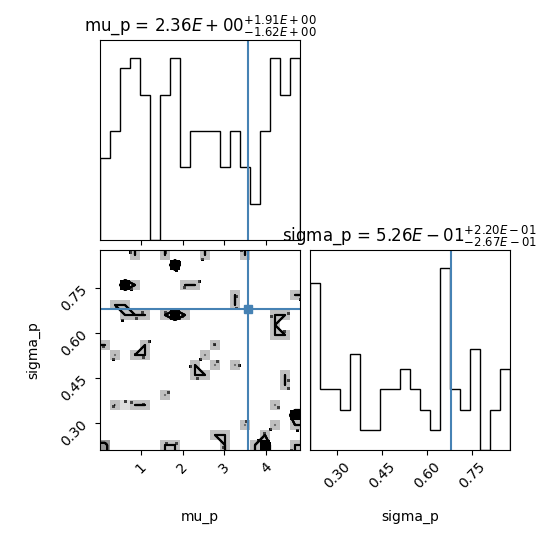 mu_p = 2.36E + 00 +1.91E + 00 −1.62E + 00
sigma_p = 5.26E − 01 +2.20E − 01 −2.67E − 01
0.75
0.60
0.45
0.30
sigma_p
1 2 3 4
mu_p
0.30 0.45 0.60 0.75
sigma_p